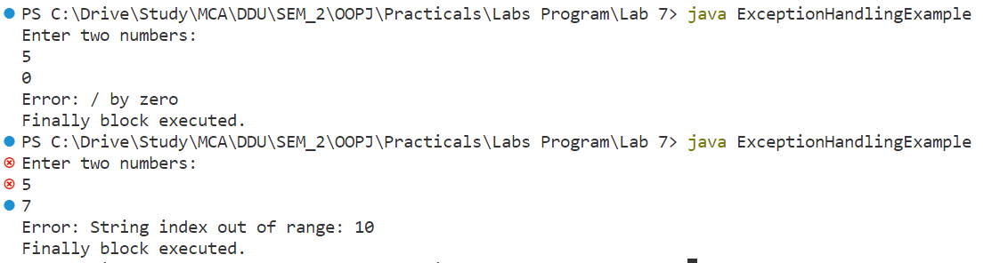 PS C:\Drive\Study\MCA\DDU\SEM_2\OOPJ\Practicals\Labs Program\Lab 7> java ExceptionHandlingExample
Enter two numbers:
5
0
Error: / by zero
Finally block executed.
PS C:\Drive\Study\MCA\DDU\SEM_2\OOPJ\Practicals\Labs Program\Lab 7> java ExceptionHandlingExample
Enter two numbers:
5
7
Error: String index out of range: 10
Finally block executed.